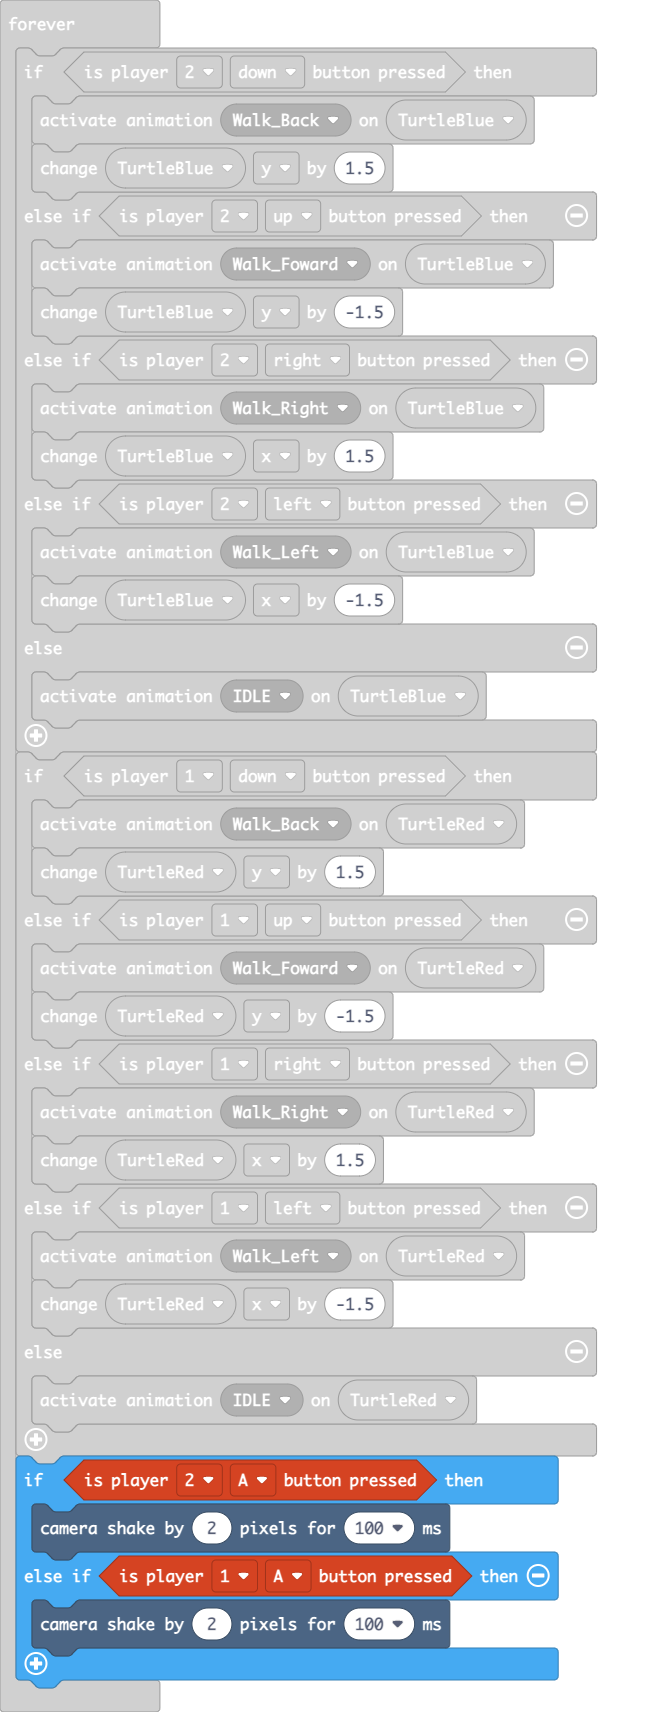 forever
if is player 2 down button pressed then
activate animation Walk_Back on TurtleBlue
change TurtleBlue y by 1.5
else if is player 2 up button pressed then
activate animation Walk_Foward on TurtleBlue
change TurtleBlue y by -1.5
else if is player 2 right button pressed then
activate animation Walk_Right on TurtleBlue
change TurtleBlue x by 1.5
else if is player 2 left button pressed then
activate animation Walk_Left on TurtleBlue
change TurtleBlue x by -1.5
else
activate animation IDLE on TurtleBlue
if is player 1 down button pressed then
activate animation Walk_Back on TurtleRed
change TurtleRed y by 1.5
else if is player 1 up button pressed then
activate animation Walk_Foward on TurtleRed
change TurtleRed y by -1.5
else if is player 1 right button pressed then
activate animation Walk_Right on TurtleRed
change TurtleRed x by 1.5
else if is player 1 left button pressed then
activate animation Walk_Left on TurtleRed
change TurtleRed x by -1.5
else
activate animation IDLE on TurtleRed
if is player 2 A button pressed then
camera shake by 2 pixels for 100 ms
else if is player 1 A button pressed then
camera shake by 2 pixels for 100 ms